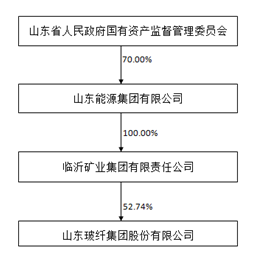 山东省人民政府国有资产监督管理委员会
70.00%
山东能源集团有限公司
100.00%
临沂矿业集团有限责任公司
52.74%
山东玻纤集团股份有限公司